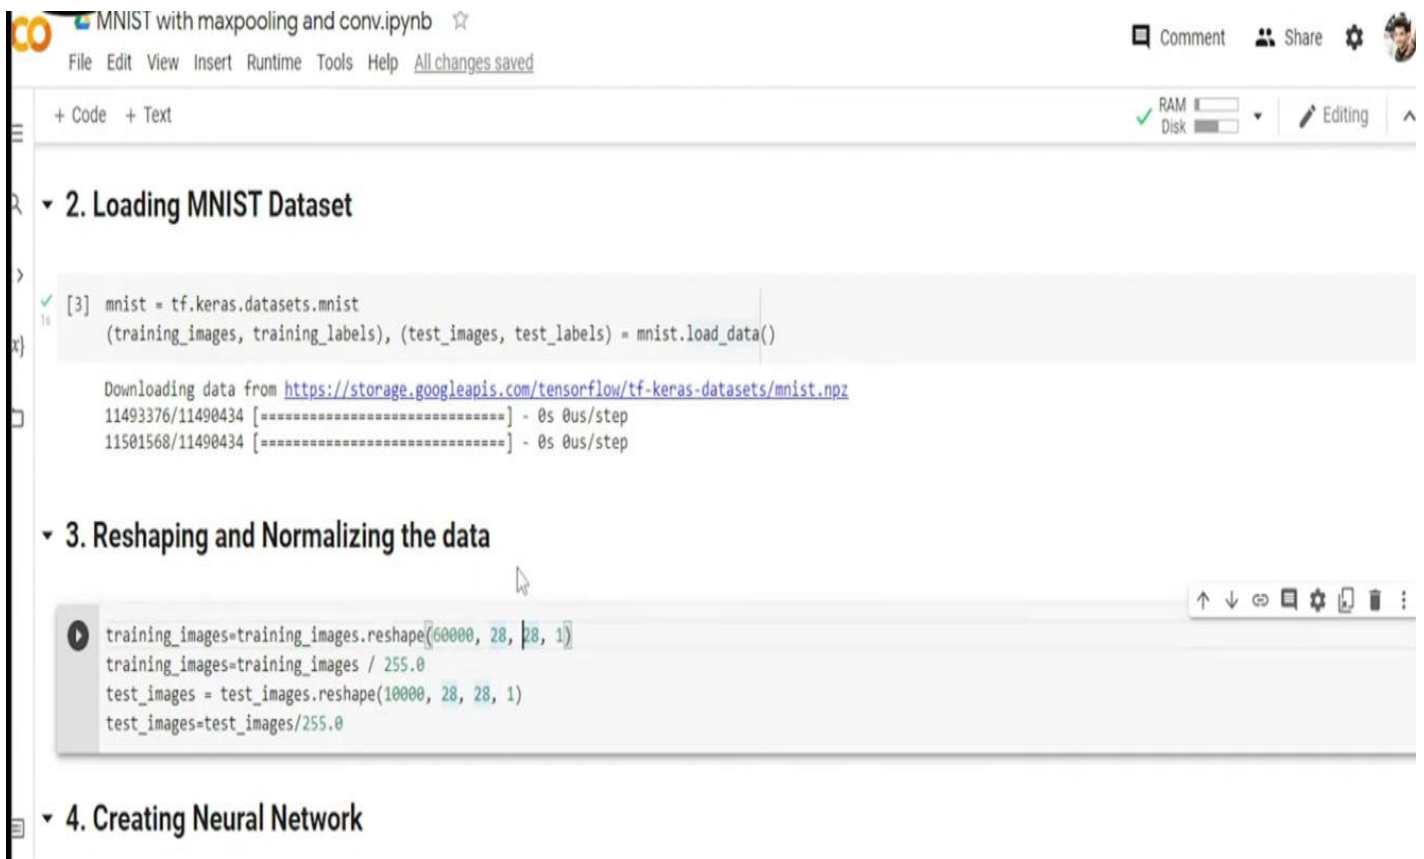 CO
MNIST with maxpooling and conv.ipynb
Comment Share
File Edit View Insert Runtime Tools Help All changes saved
+ Code + Text
RAM
Disk
Editing
2. Loading MNIST Dataset
[3] mnist = tf.keras.datasets.mnist
1s
(training_images, training_labels), (test_images, test_labels) = mnist.load_data()
Downloading data from https://storage.googleapis.com/tensorflow/tf-keras-datasets/mnist.npz
11493376/11490434 [==============================] - 0s 0us/step
11501568/11490434 [==============================] - 0s 0us/step
3. Reshaping and Normalizing the data
training_images=training_images.reshape(60000, 28, 28, 1)
training_images=training_images / 255.0
test_images = test_images.reshape(10000, 28, 28, 1)
test_images=test_images/255.0
4. Creating Neural Network